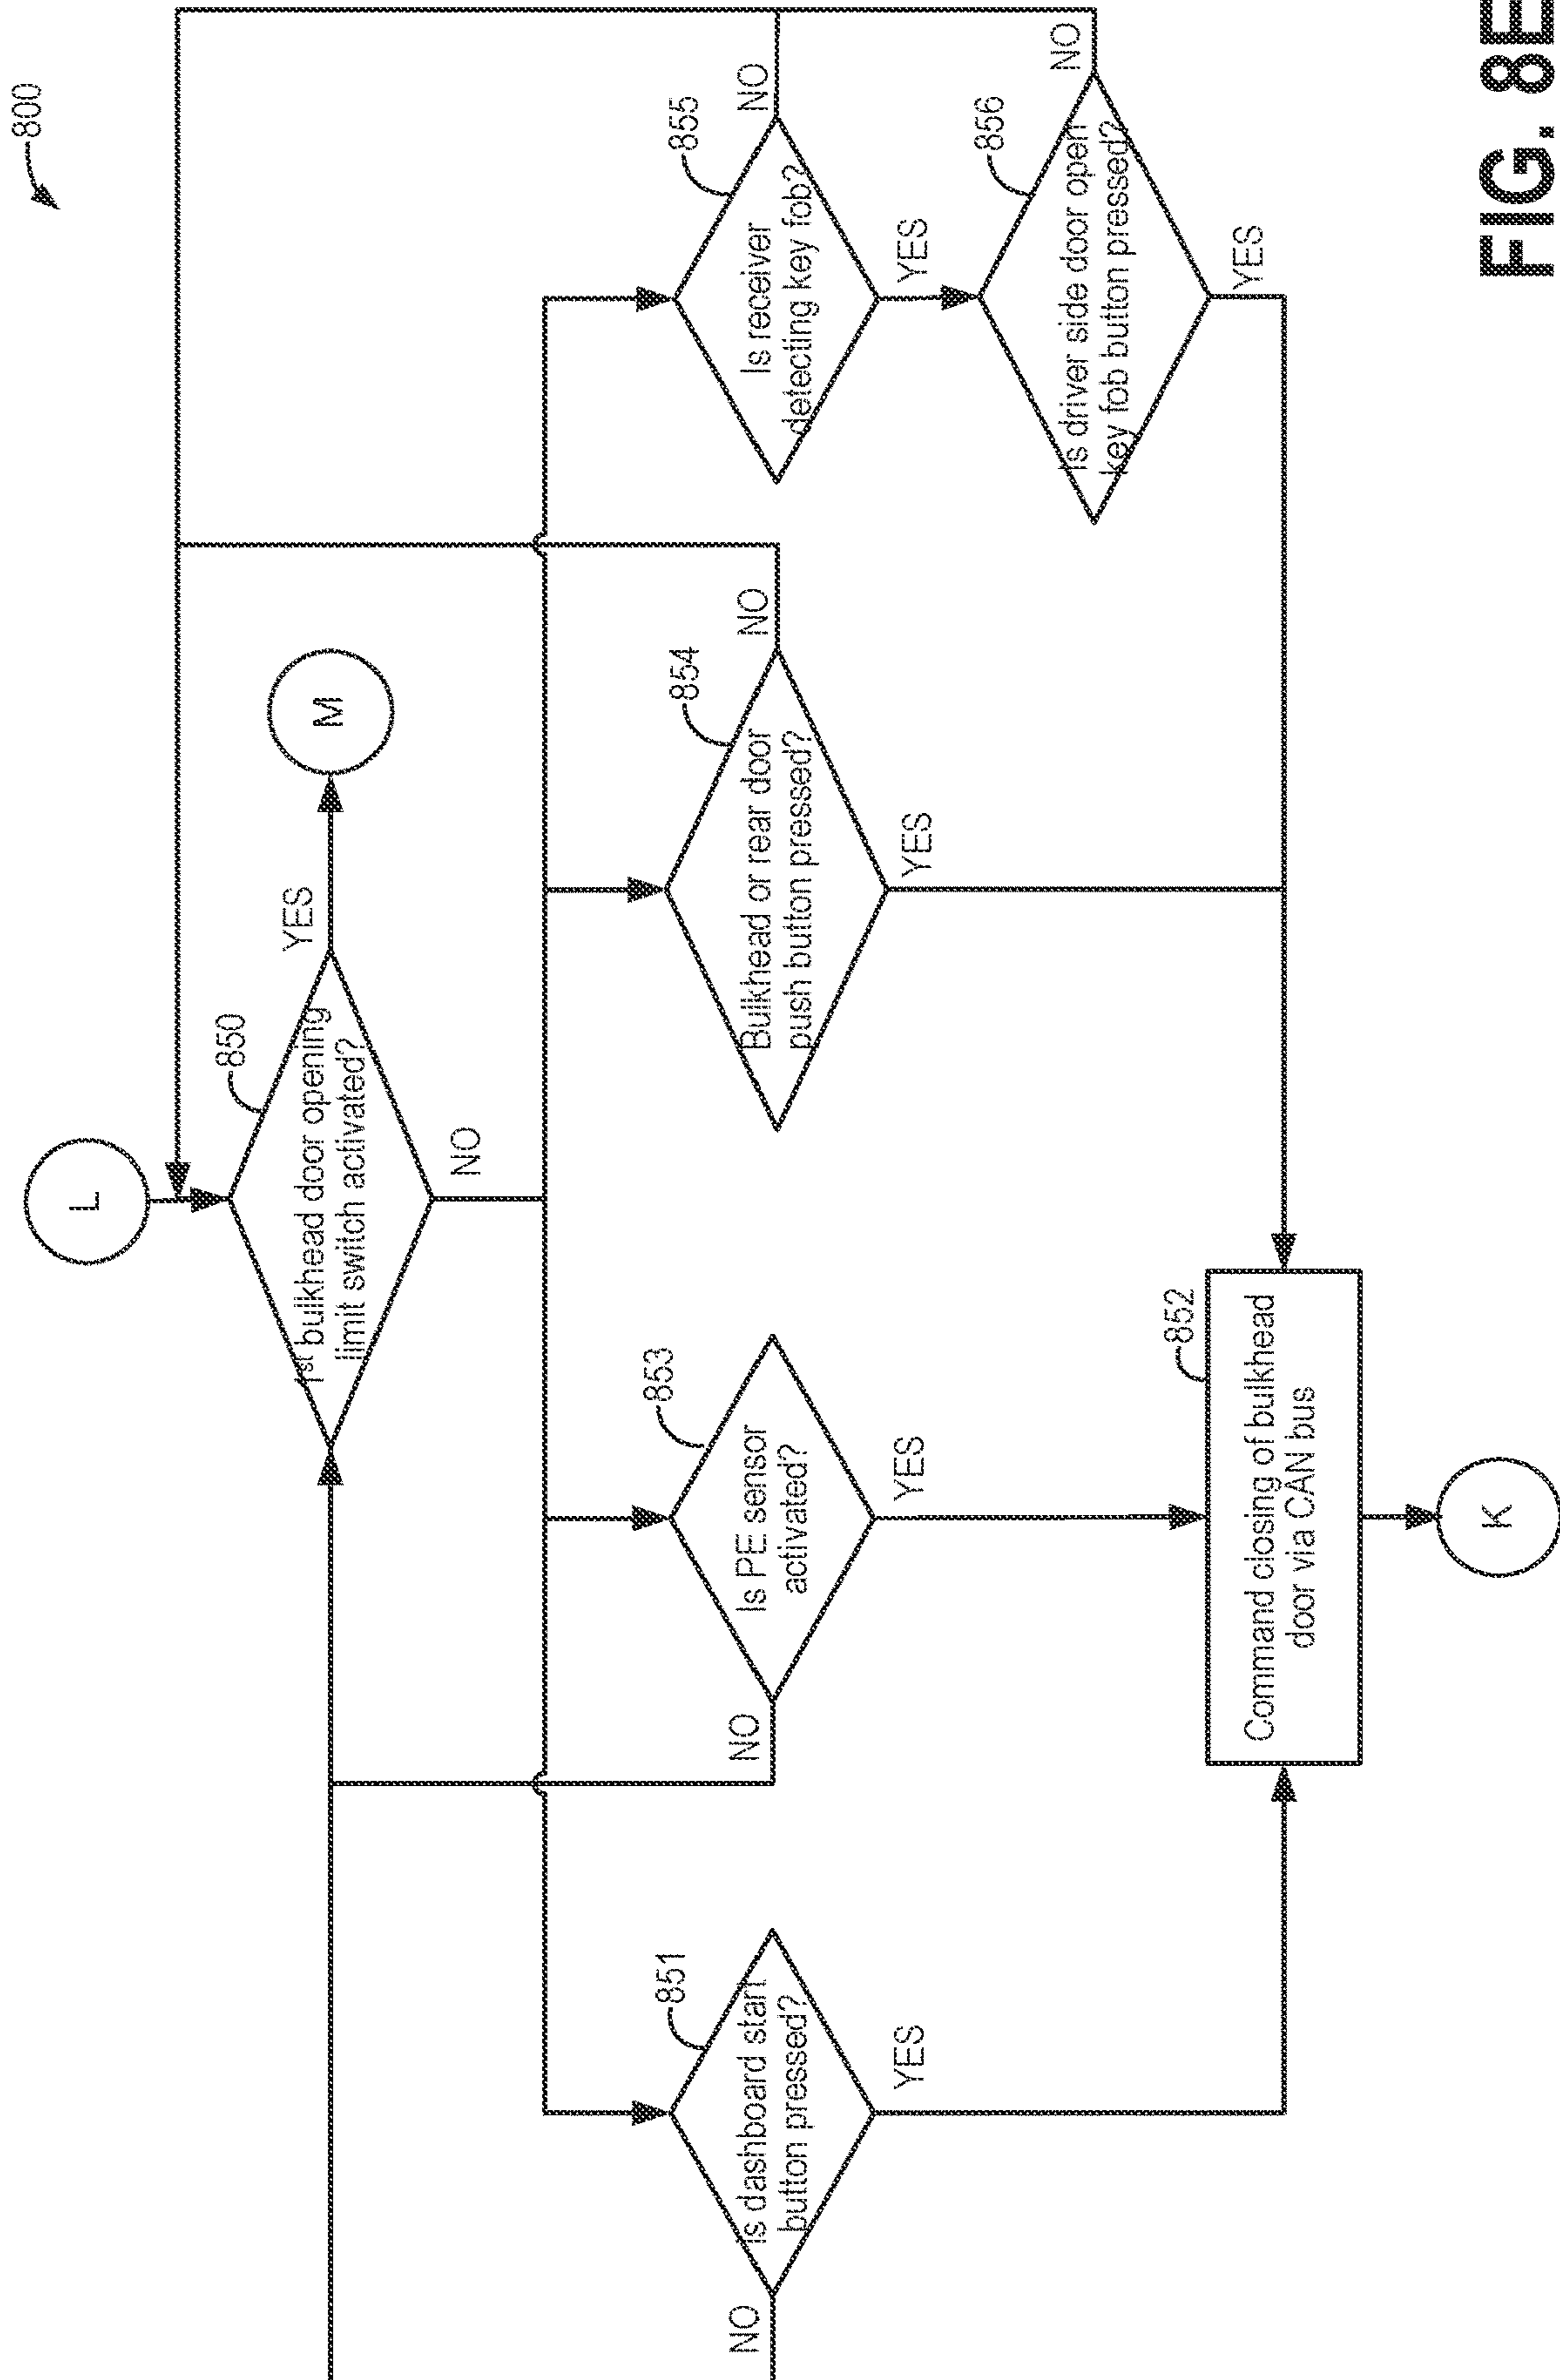 800
L
850
1st bulkhead door opening
limit switch activated?
YES
M
NO
851
Is dashboard start
button pressed?
NO
YES
853
Is PE sensor
activated?
NO
YES
854
Bulkhead or rear door
push button pressed?
NO
YES
855
Is receiver
detecting key fob?
NO
YES
856
Is driver side door open
key fob button pressed?
NO
YES
852
Command closing of bulkhead
door via CAN bus
K
FIG. 8E